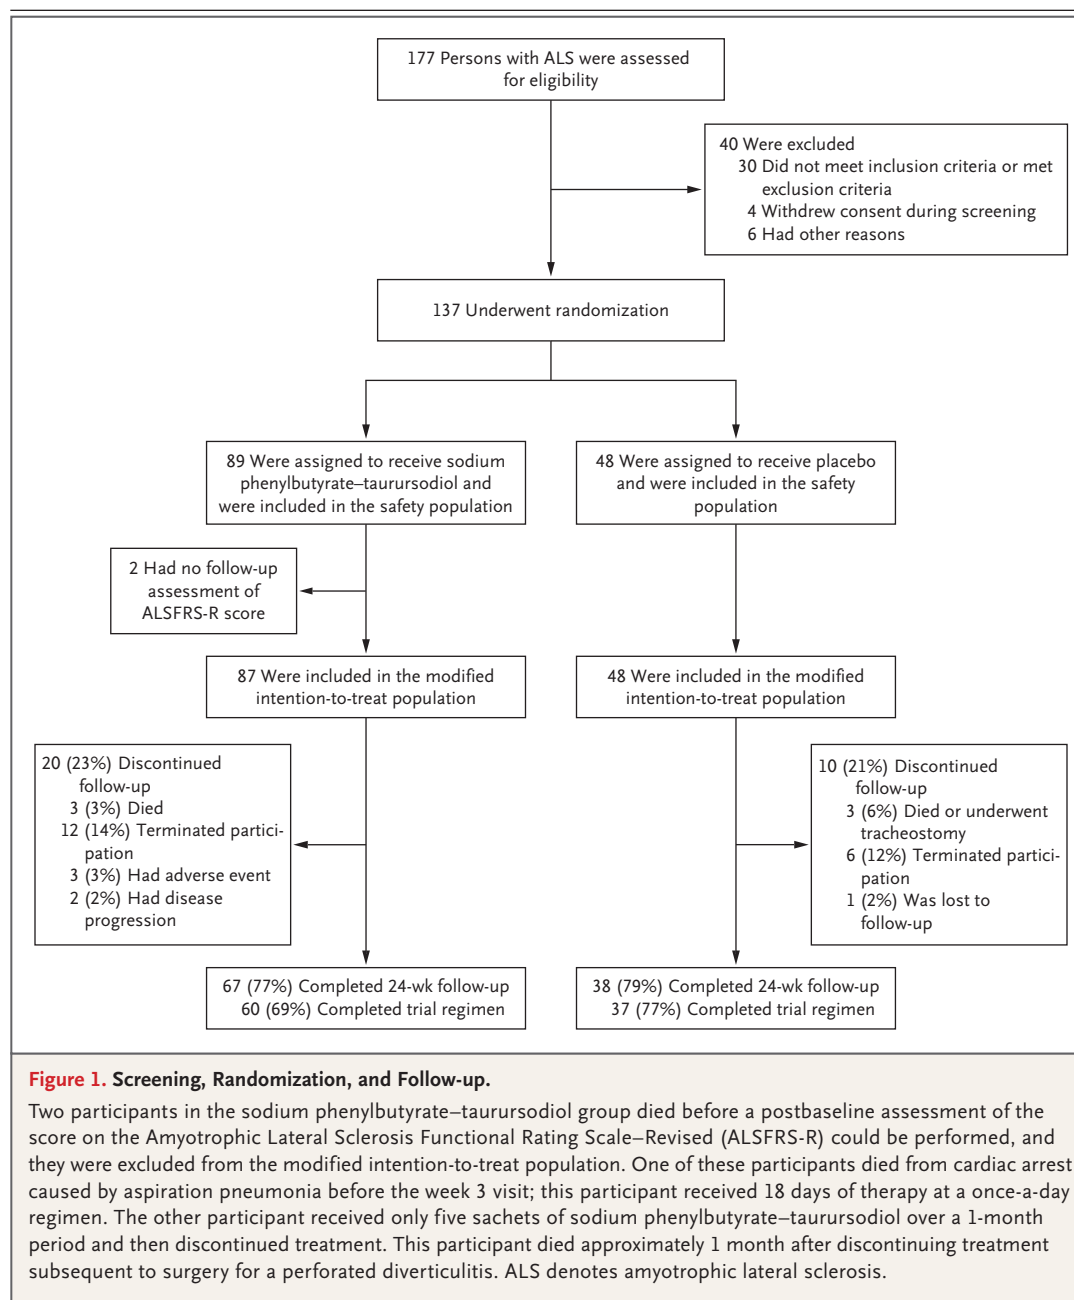 177 Persons with ALS were assessed
for eligibility
40 Were excluded
30 Did not meet inclusion criteria or met
exclusion criteria
4 Withdrew consent during screening
6 Had other reasons
137 Underwent randomization
89 Were assigned to receive sodium
phenylbutyrate–taurursodiol and
were included in the safety population
48 Were assigned to receive placebo
and were included in the safety
population
2 Had no follow-up
assessment of
ALSFRS-R score
87 Were included in the modified
intention-to-treat population
48 Were included in the modified
intention-to-treat population
20 (23%) Discontinued
follow-up
3 (3%) Died
12 (14%) Terminated partici-
pation
3 (3%) Had adverse event
2 (2%) Had disease
progression
10 (21%) Discontinued
follow-up
3 (6%) Died or underwent
tracheostomy
6 (12%) Terminated partici-
pation
1 (2%) Was lost to
follow-up
67 (77%) Completed 24-wk follow-up
60 (69%) Completed trial regimen
38 (79%) Completed 24-wk follow-up
37 (77%) Completed trial regimen
Figure 1. Screening, Randomization, and Follow-up.
Two participants in the sodium phenylbutyrate–taurursodiol group died before a postbaseline assessment of the
score on the Amyotrophic Lateral Sclerosis Functional Rating Scale–Revised (ALSFRS-R) could be performed, and
they were excluded from the modified intention-to-treat population. One of these participants died from cardiac arrest
caused by aspiration pneumonia before the week 3 visit; this participant received 18 days of therapy at a once-a-day
regimen. The other participant received only five sachets of sodium phenylbutyrate–taurursodiol over a 1-month
period and then discontinued treatment. This participant died approximately 1 month after discontinuing treatment
subsequent to surgery for a perforated diverticulitis. ALS denotes amyotrophic lateral sclerosis.